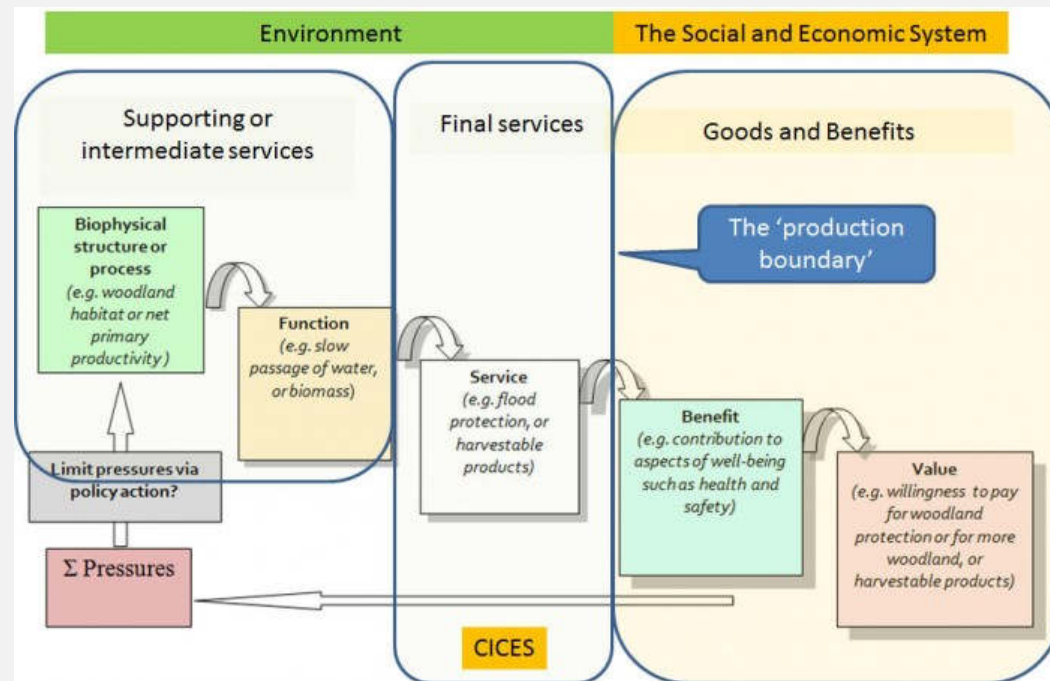 Environment
The Social and Economic System
Supporting or
intermediate services
Final services
Goods and Benefits
Biophysical
structure or
process
(e.g. woodland
habitat or net
primary
productivity )
The ‘production
boundary’
Function
(e.g. slow
passage of water,
or biomass)
Service
(e.g. flood
protection, or
harvestable
products)
Benefit
(e.g. contribution to
aspects of well-being
such as health and
safety)
Value
(e.g. willingness to pay
for woodland
protection or for more
woodland, or
harvestable products)
Limit pressures via
policy action?
Σ Pressures
CICES